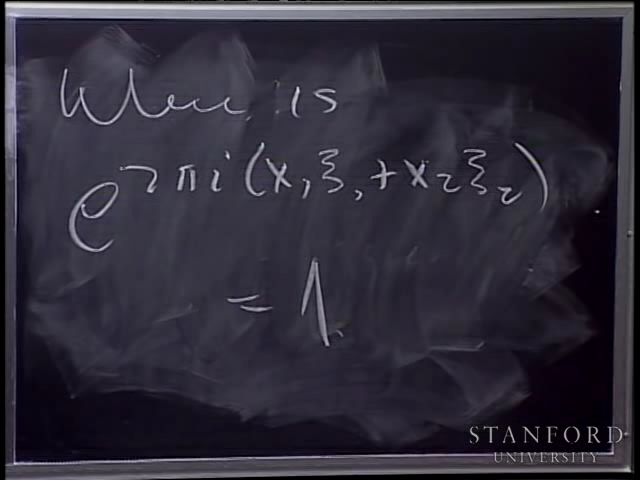 When is
e^2πi(x₁ξ₁+x₂ξ₂)
= 1
STANFORD
UNIVERSITY